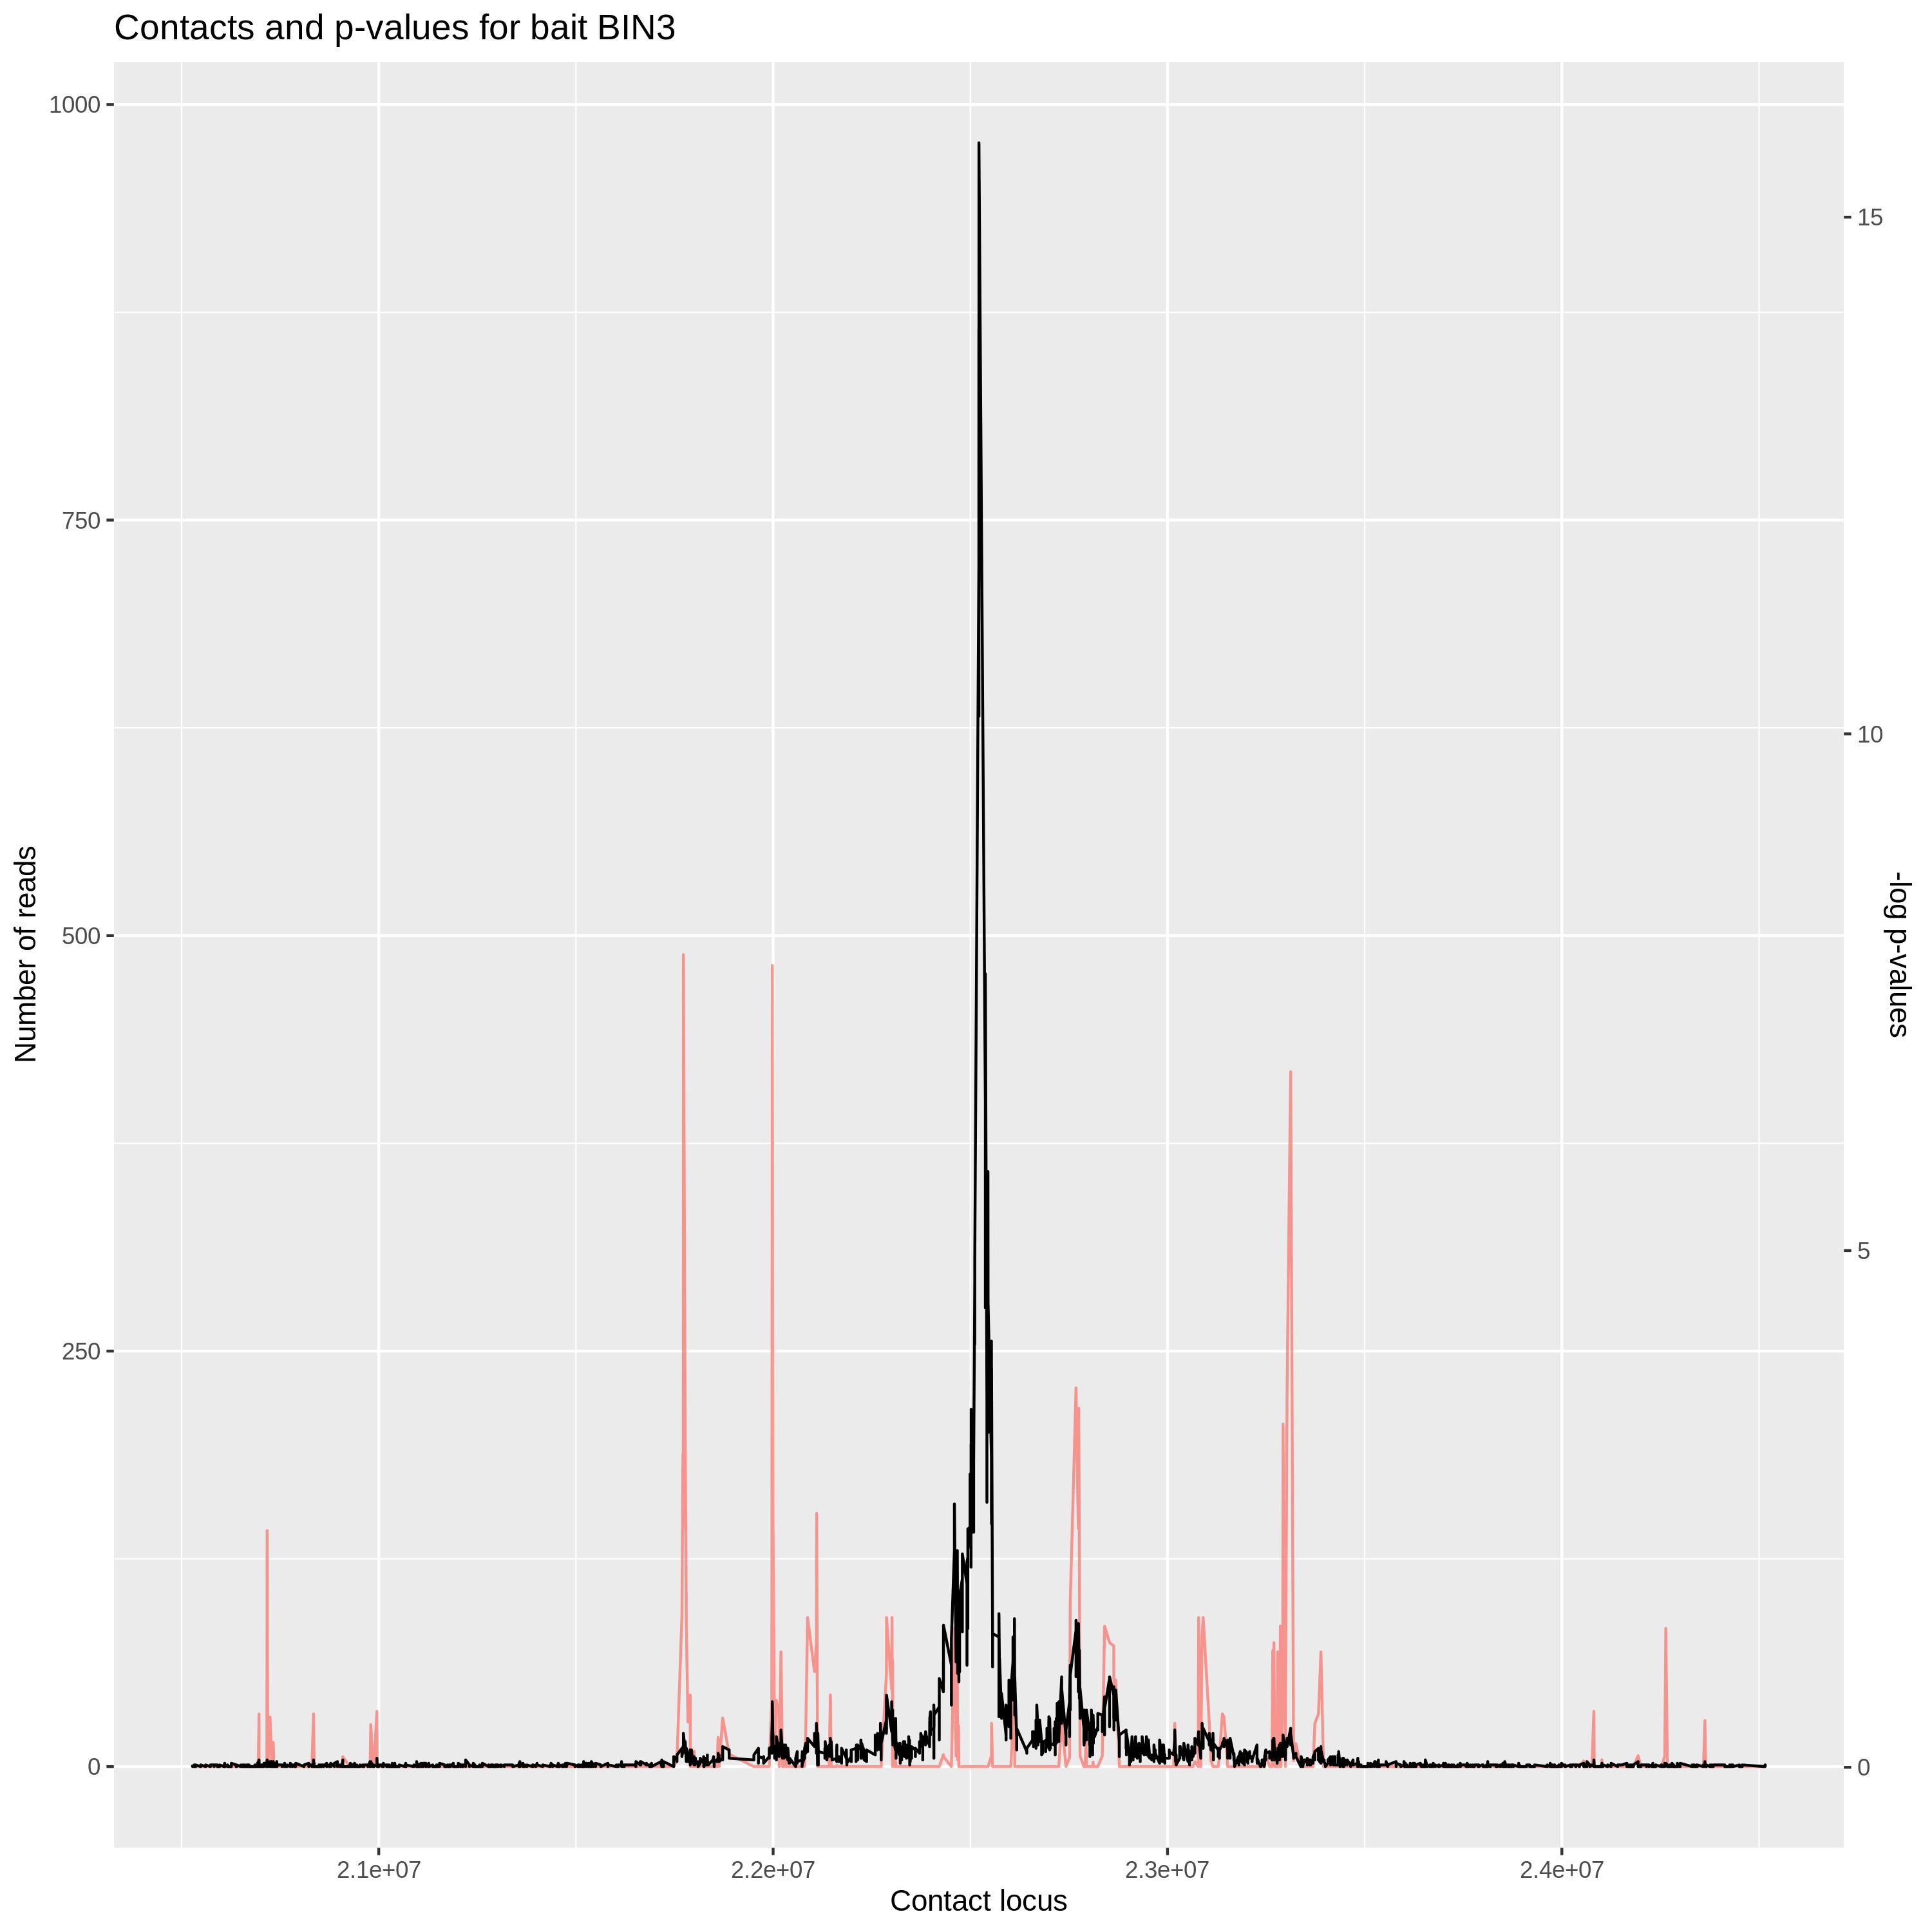 Contacts and p-values for bait BIN3
1000
750
500
250
0
Number of reads
15
10
5
0
-log p-values
2.1e+07
2.2e+07
2.3e+07
2.4e+07
Contact locus